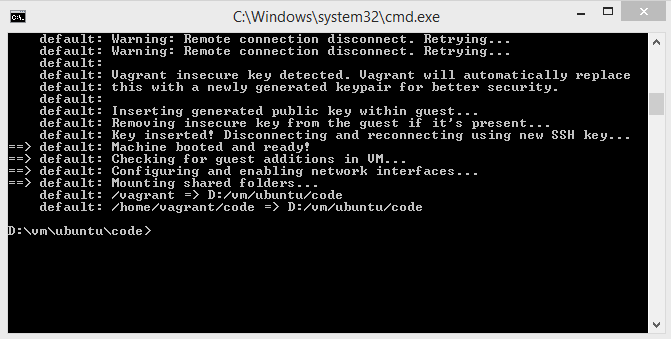 C:\Windows\system32\cmd.exe
default: Warning: Remote connection disconnect. Retrying...
default: Warning: Remote connection disconnect. Retrying...
default:
default: Vagrant insecure key detected. Vagrant will automatically replace
default: this with a newly generated keypair for better security.
default:
default: Inserting generated public key within guest...
default: Removing insecure key from the guest if it's present...
default: Key inserted! Disconnecting and reconnecting using new SSH key...
==> default: Machine booted and ready!
==> default: Checking for guest additions in VM...
==> default: Configuring and enabling network interfaces...
==> default: Mounting shared folders...
default: /vagrant => D:/vm/ubuntu/code
default: /home/vagrant/code => D:/vm/ubuntu/code
D:\vm\ubuntu\code>